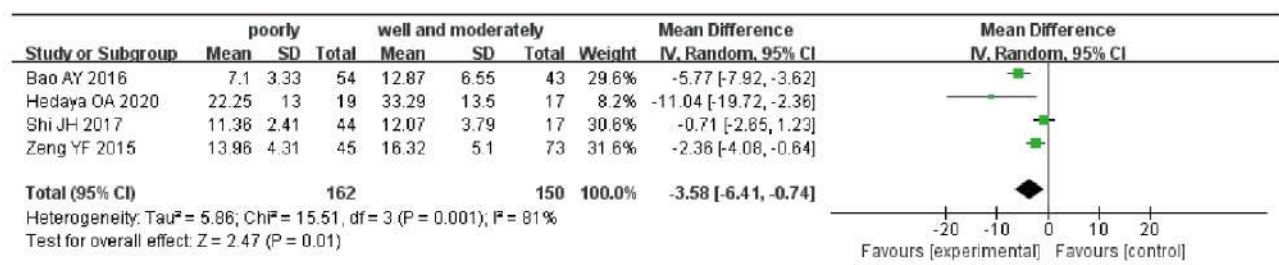 poorly well and moderately Mean Difference Mean Difference
Study or Subgroup Mean SD Total Mean SD Total Weight IV, Random, 95% CI IV, Random, 95% CI
Bao AY 2016 7.1 3.33 54 12.87 6.55 43 29.6% -5.77 [-7.92, -3.62]
Hedaya OA 2020 22.25 13 19 33.29 13.5 17 8.2% -11.04 [-19.72, -2.36]
Shi JH 2017 11.36 2.41 44 12.07 3.79 17 30.6% -0.71 [-2.65, 1.23]
Zeng YF 2015 13.96 4.31 45 16.32 5.1 73 31.6% -2.36 [-4.08, -0.64]
Total (95% CI) 162 150 100.0% -3.58 [-6.41, -0.74]
Heterogeneity: Tau² = 5.86; Chi² = 15.51, df = 3 (P = 0.001); I² = 81%
Test for overall effect: Z = 2.47 (P = 0.01)
-20 -10 0 10 20
Favours [experimental] Favours [control]